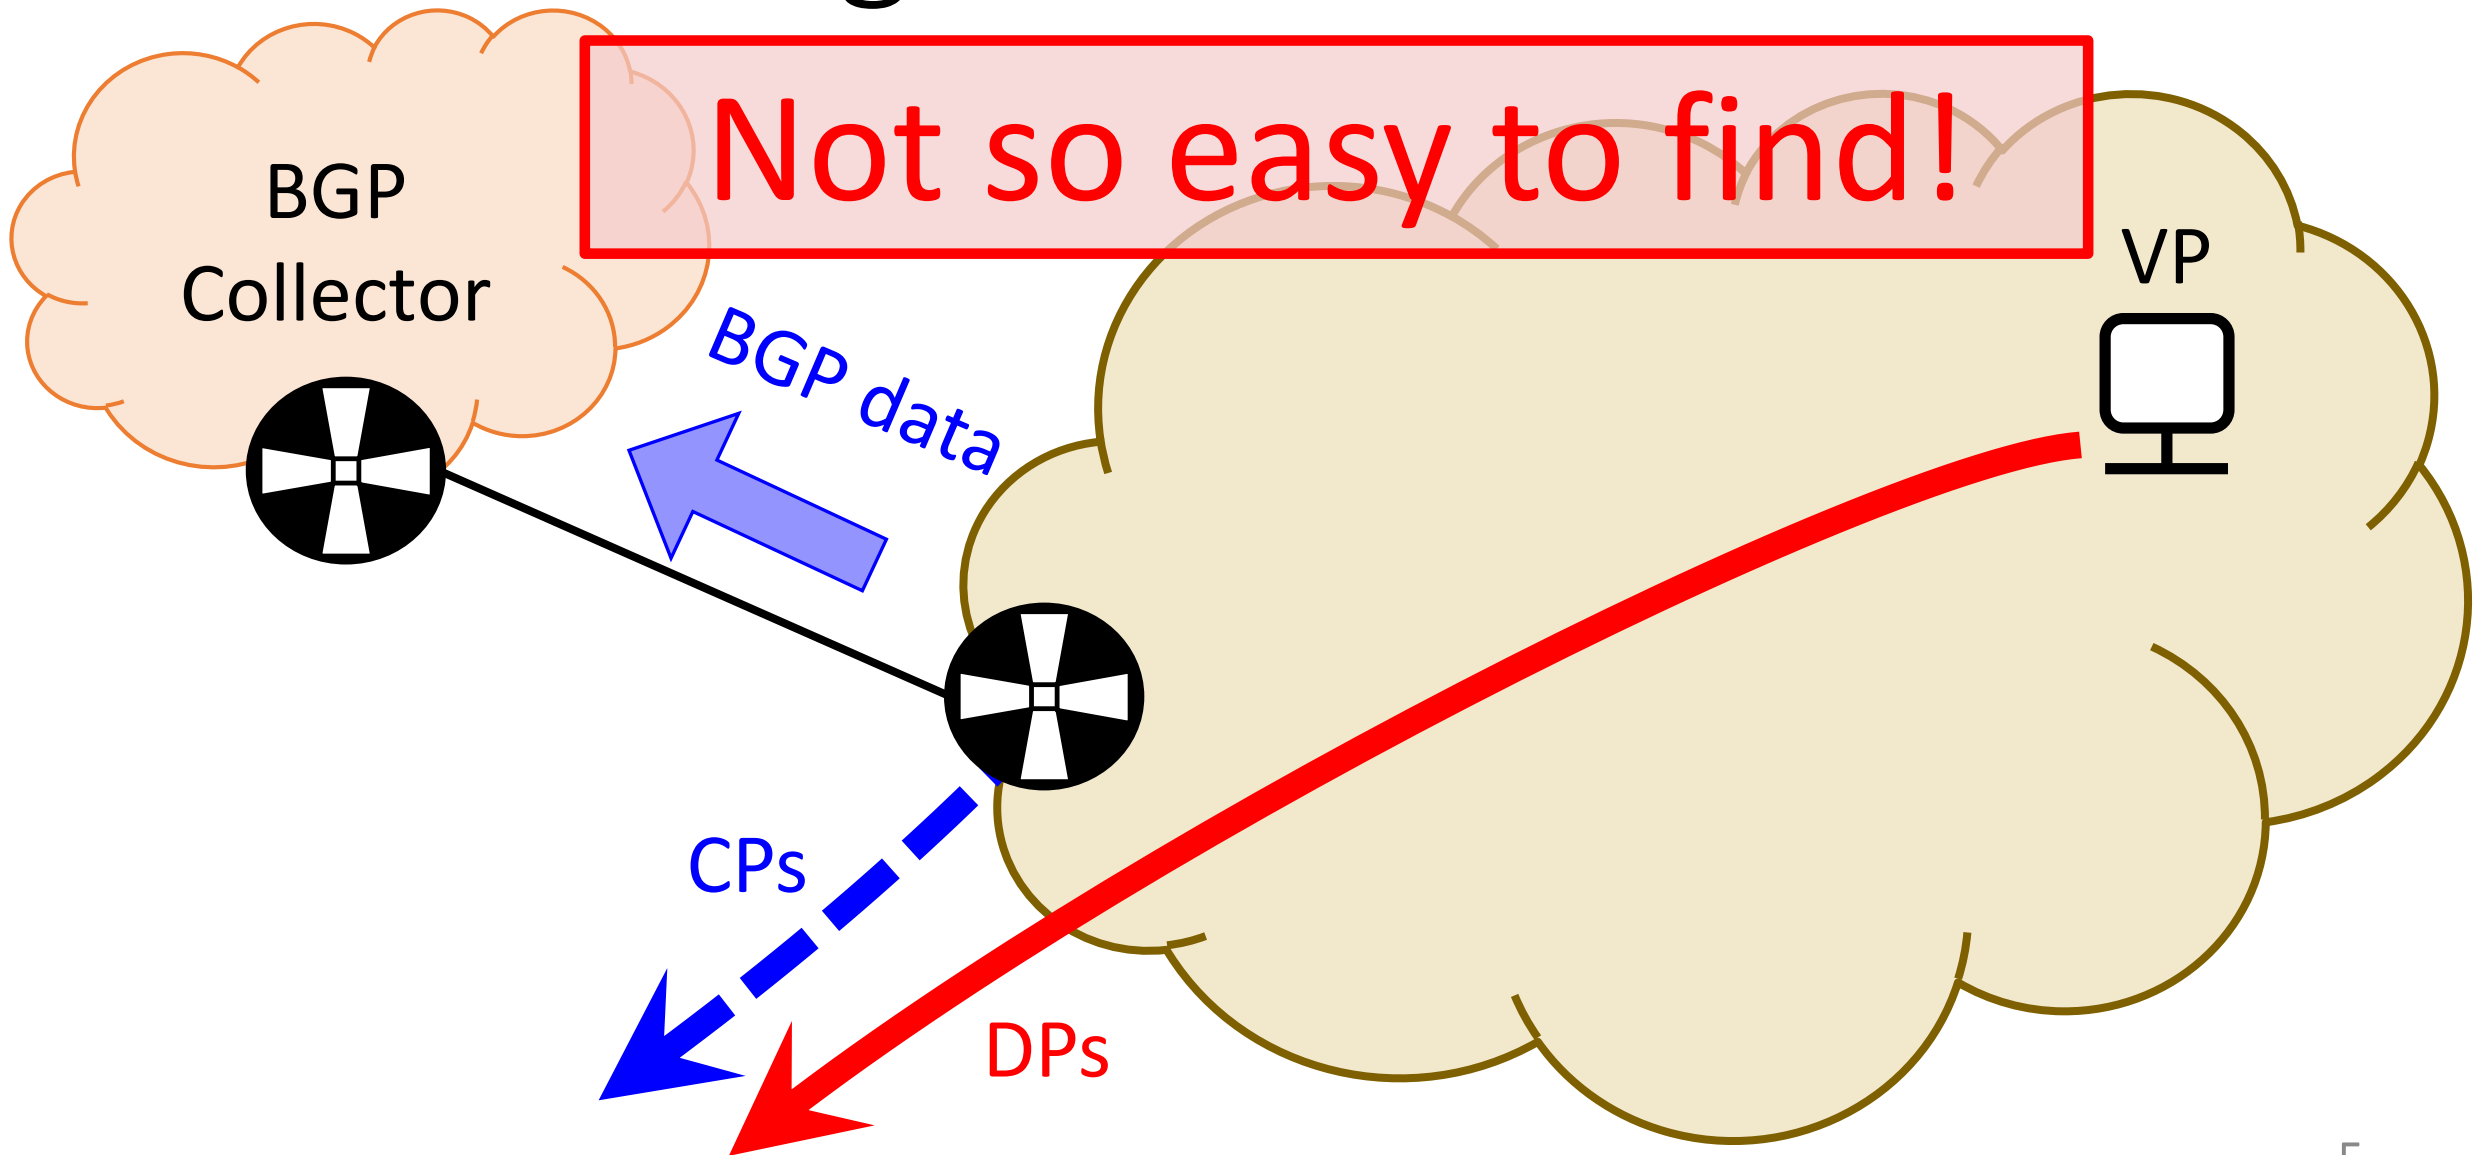 Not so easy to find!
BGP
Collector
VP
BGP data
CPs
DPs